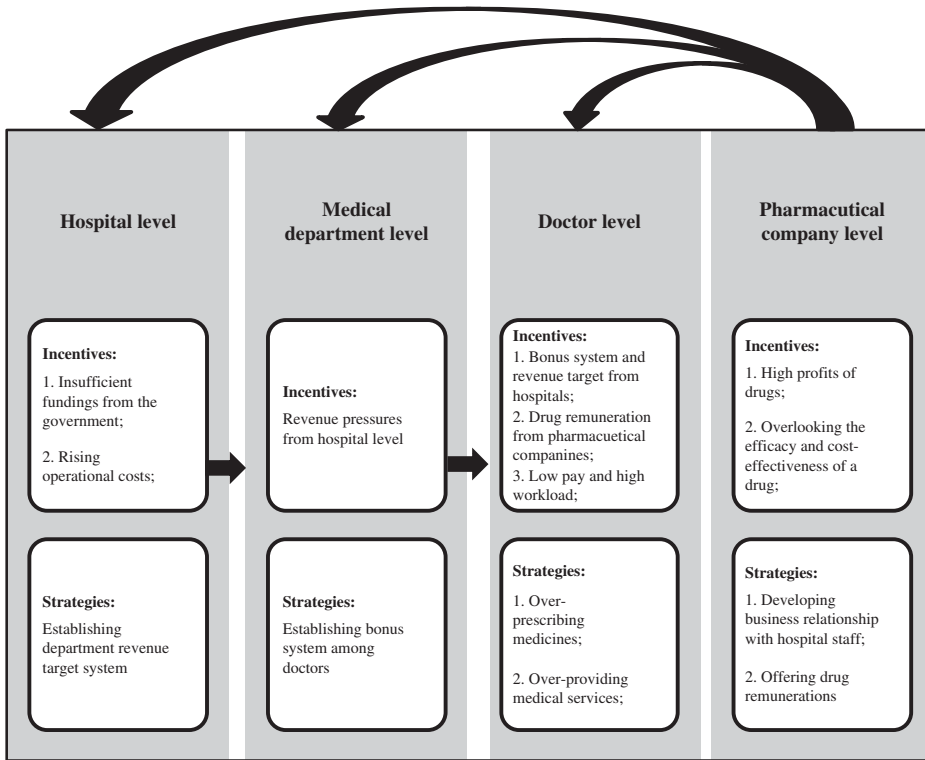 Hospital level
Medical
department level
Doctor level
Pharmacutical
company level
Incentives:
1. Insufficient
fundings from the
government;
2. Rising
operational costs;
Incentives:
Revenue pressures
from hospital level
Incentives:
1. Bonus system and
revenue target from
hospitals;
2. Drug remuneration
from pharmacuetical
companines;
3. Low pay and high
workload;
Incentives:
1. High profits of
drugs;
2. Overlooking the
efficacy and cost-
effectiveness of a
drug;
Strategies:
Establishing
department revenue
target system
Strategies:
Establishing bonus
system among
doctors
Strategies:
1. Over-
prescribing
medicines;
2. Over-providing
medical services;
Strategies:
1. Developing
business relationship
with hospital staff;
2. Offering drug
remunerations